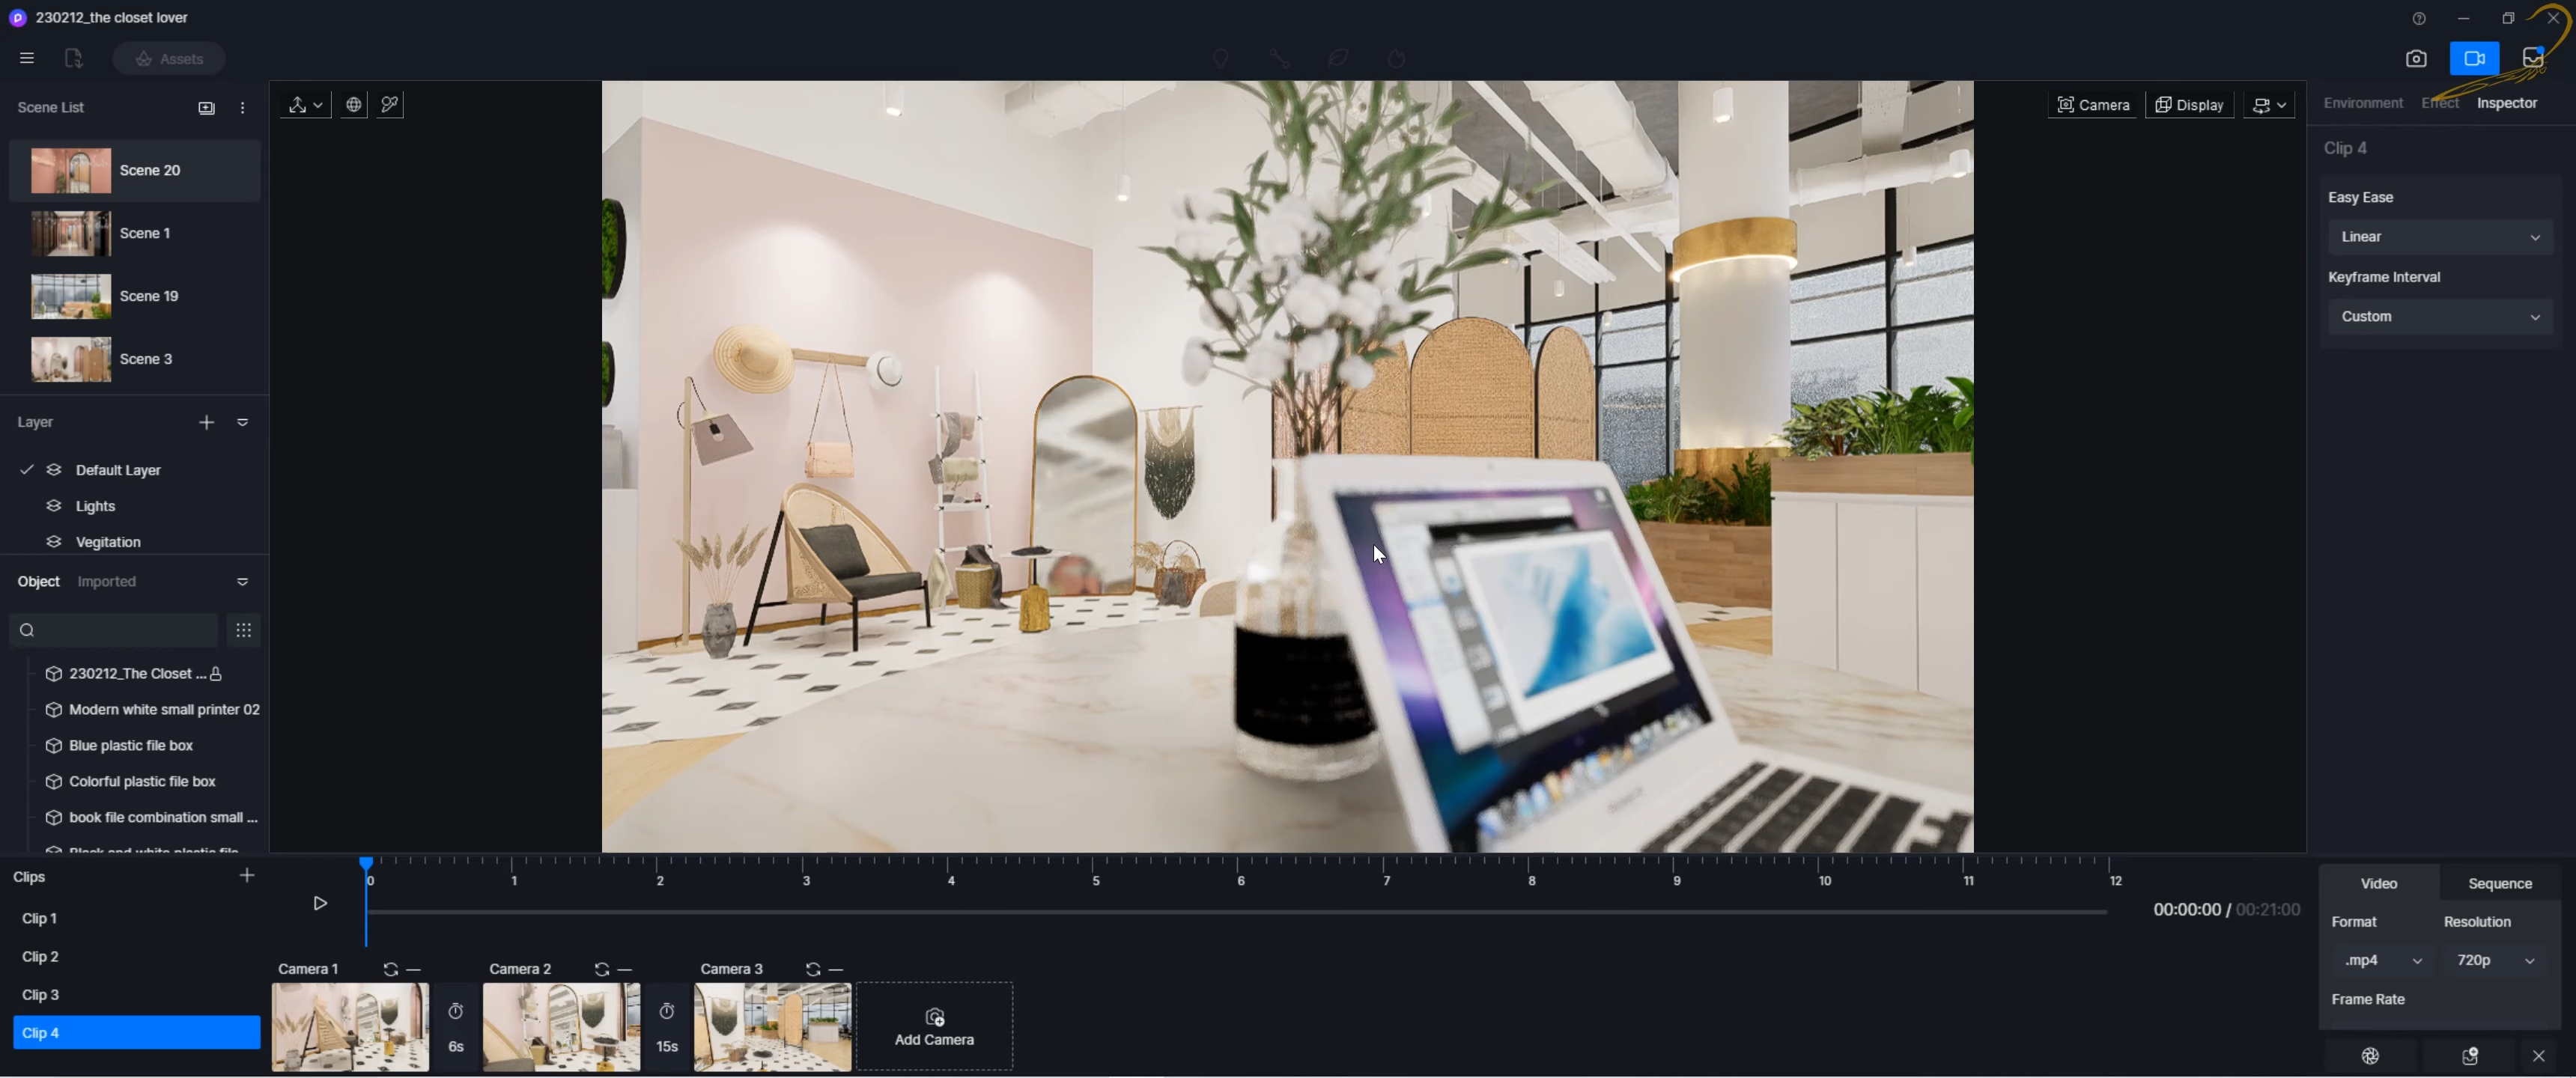 230212_the closet lover
Assets
Scene List
Scene 20
Scene 1
Scene 19
Scene 3
Layer
Default Layer
Lights
Vegitation
Object Imported
230212_The Closet ...
Modern white small printer 02
Blue plastic file box
Colorful plastic file box
book file combination small ...
Black and white plastic file
Camera
Display
Environment Effect Inspector
Clip 4
Easy Ease
Linear
Keyframe Interval
Custom
Clips
Clip 1
Clip 2
Clip 3
Clip 4
0 1 2 3 4 5 6 7 8 9 10 11 12
00:00:00 / 00:21:00
Camera 1
6s
Camera 2
15s
Camera 3
Add Camera
Video Sequence
Format Resolution
.mp4 720p
Frame Rate